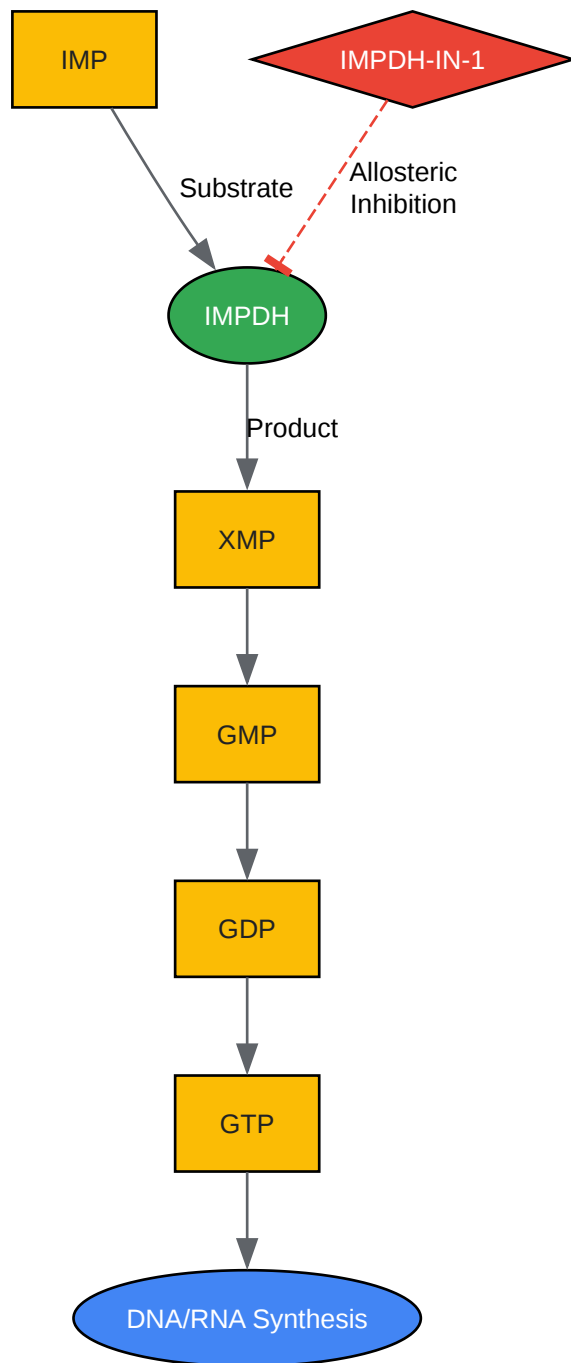 IMP
IMPDH-IN-1
Substrate
Allosteric
Inhibition
IMPDH
Product
XMP
GMP
GDP
GTP
DNA/RNA Synthesis